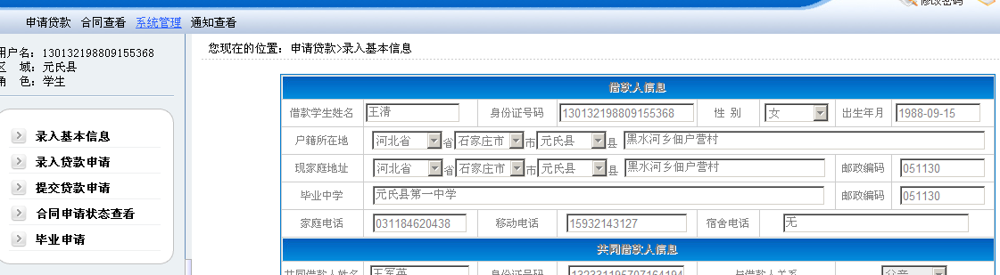 修改密码
申请贷款 合同查看 系统管理 通知查看
用户名：130132198809155368
区 域：元氏县
角 色：学生
录入基本信息
录入贷款申请
提交贷款申请
合同申请状态查看
毕业申请
您现在的位置：申请贷款>录入基本信息
借款人信息
借款学生姓名 王清 身份证号码 130132198809155368 性 别 女 出生年月 1988-09-15
户籍所在地 河北省 省 石家庄市 市 元氏县 县 黑水河乡佃户营村
现家庭地址 河北省 省 石家庄市 市 元氏县 县 黑水河乡佃户营村 邮政编码 051130
毕业中学 元氏县第一中学 邮政编码 051130
家庭电话 031184620438 移动电话 15932143127 宿舍电话 无
共同借款人信息
共同借款人姓名 王军英 身份证号码 132331195707164194 与借款人关系 父亲